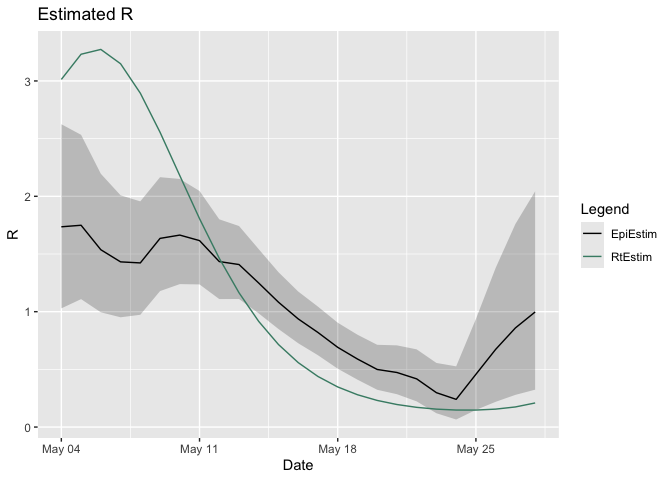 Estimated R
3
2
1
0
R
May 04
May 11
May 18
May 25
Date
Legend
EpiEstim
RtEstim